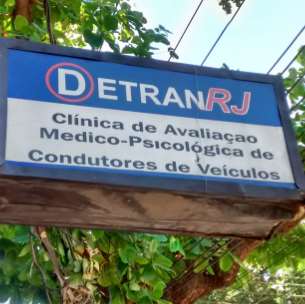 DETRANRJ
Clínica de Avaliaçao
Medico-Psicológica de
Condutores de Veículos